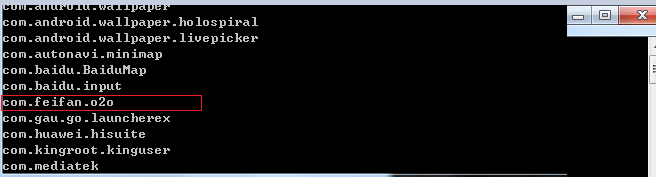 com.android.wallpaper
com.android.wallpaper.holospiral
com.android.wallpaper.livepicker
com.autonavi.minimap
com.baidu.BaiduMap
com.baidu.input
com.feifan.o2o
com.gau.go.launcherex
com.huawei.hisuite
com.kingroot.kinguser
com.mediatek